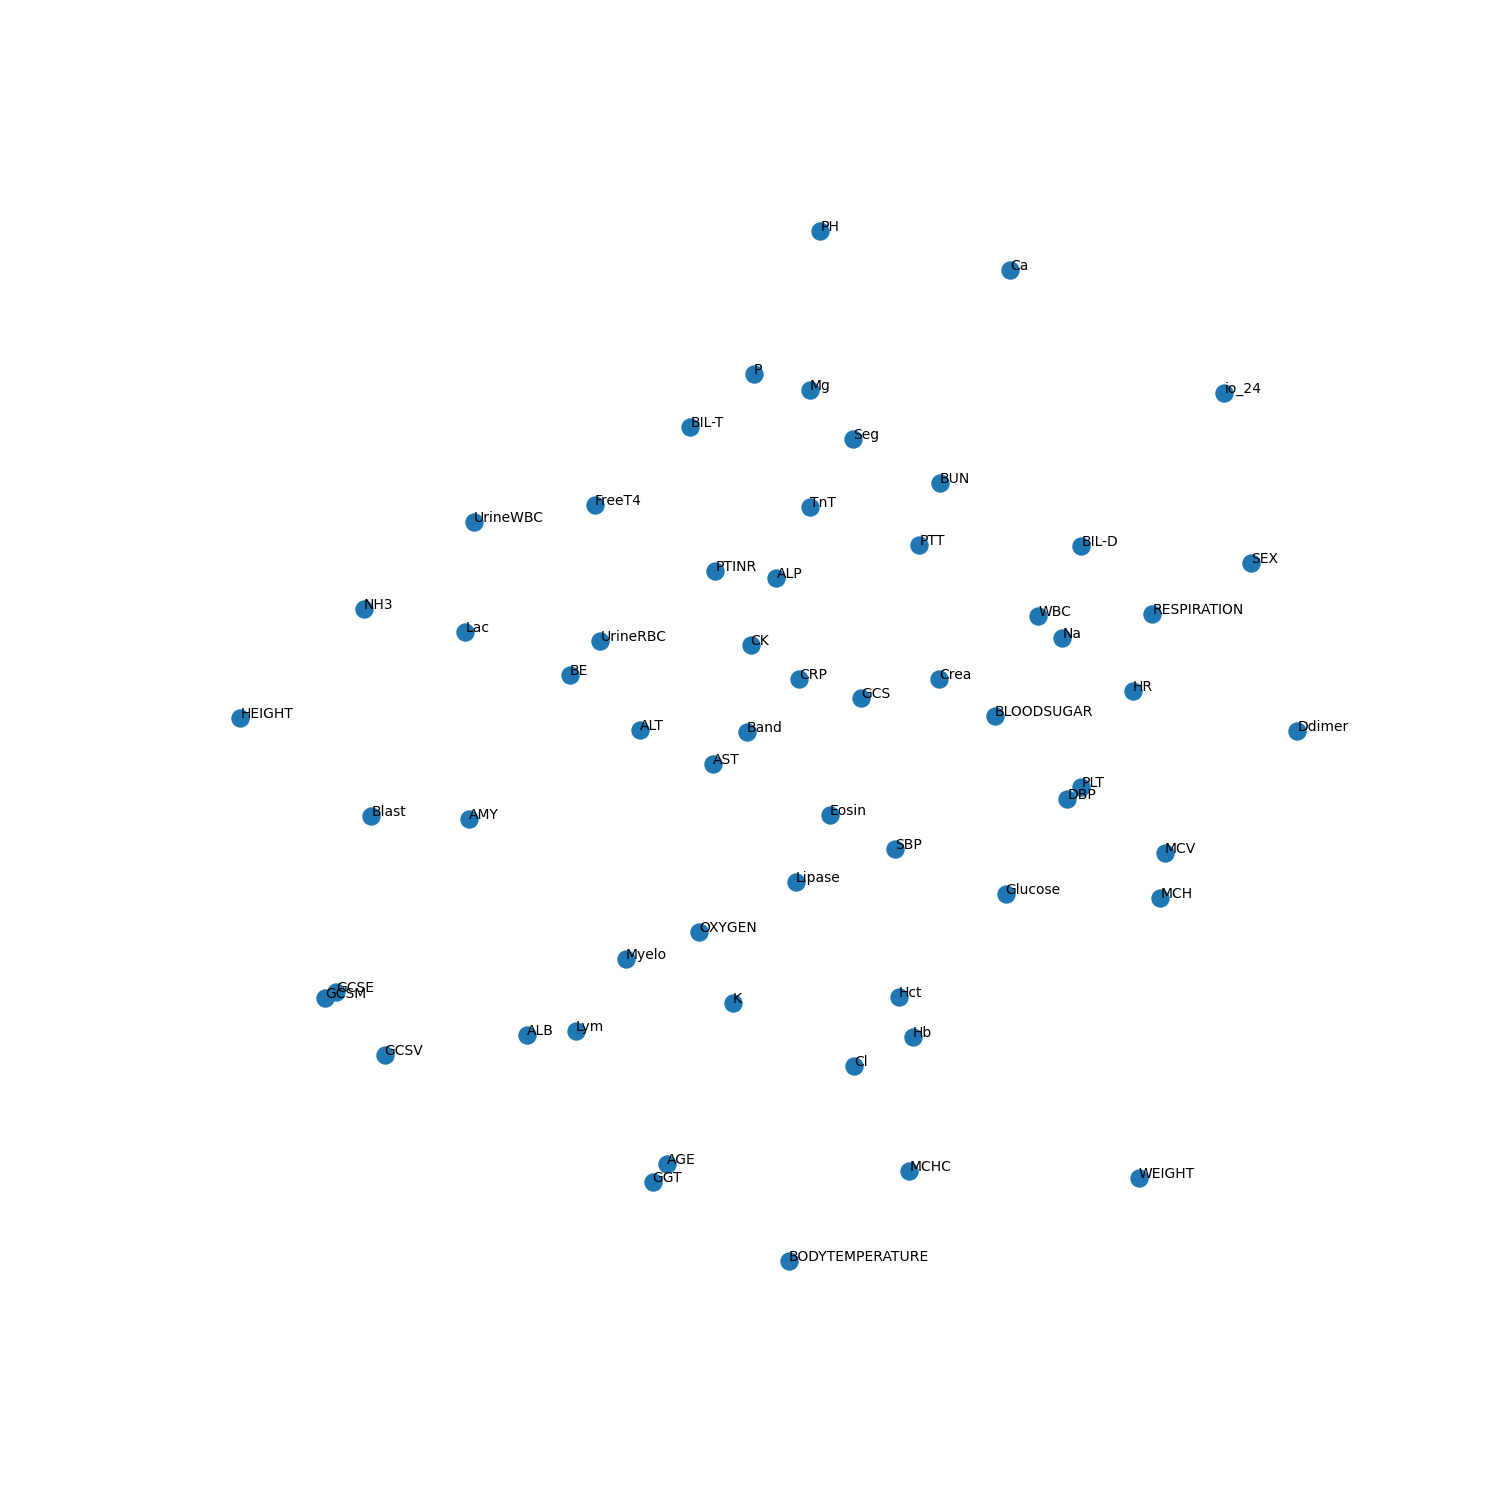 PH
Ca
P
Mg
io_24
BIL-T
Seg
BUN
FreeT4
TnT
UrineWBC
PTT
BIL-D
SEX
PTINR
ALP
NH3
WBC
RESPIRATION
Lac
UrineRBC
CK
Na
BE
CRP
Crea
GCS
HR
HEIGHT
BLOODSUGAR
ALT
Band
Ddimer
AST
PLT
DBP
Blast
AMY
Eosin
SBP
MCV
Lipase
Glucose
MCH
OXYGEN
Myelo
GCSE
GCSM
K
Hct
ALB
Lym
Hb
GCSV
Cl
AGE
GGT
MCHC
WEIGHT
BODYTEMPERATURE